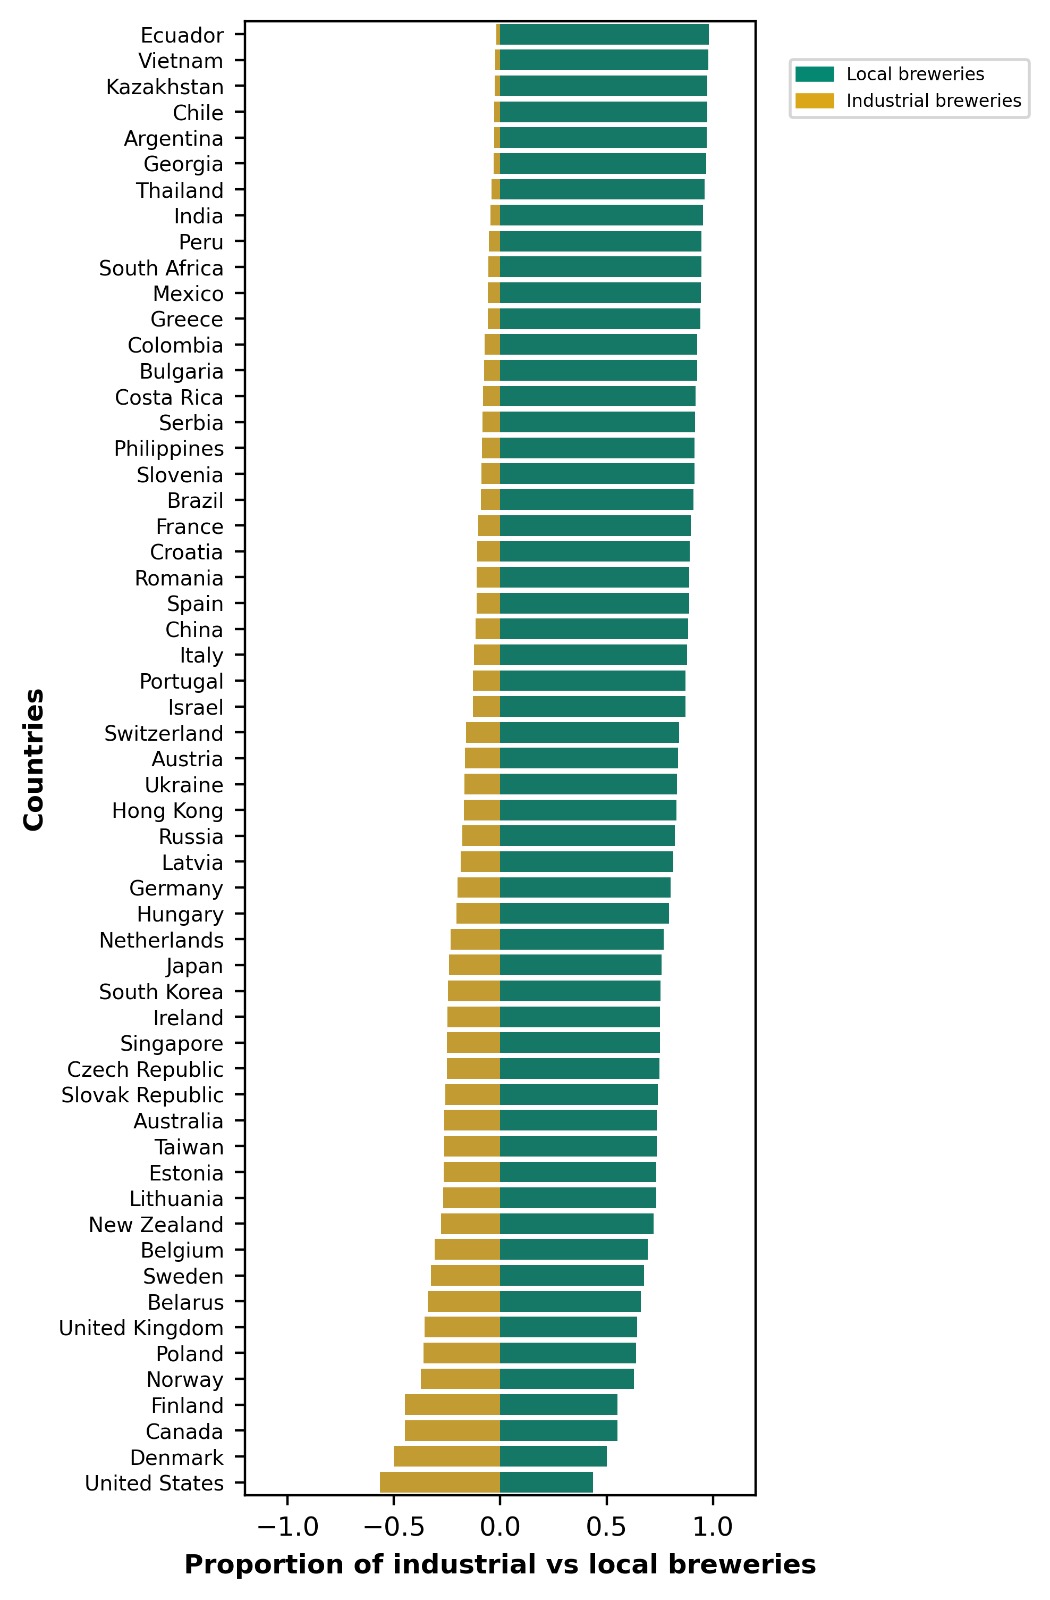 Ecuador
Vietnam
Kazakhstan
Chile
Argentina
Georgia
Thailand
India
Peru
South Africa
Mexico
Greece
Colombia
Bulgaria
Costa Rica
Serbia
Philippines
Slovenia
Brazil
France
Croatia
Romania
Spain
China
Italy
Portugal
Israel
Switzerland
Austria
Ukraine
Hong Kong
Russia
Latvia
Germany
Hungary
Netherlands
Japan
South Korea
Ireland
Singapore
Czech Republic
Slovak Republic
Australia
Taiwan
Estonia
Lithuania
New Zealand
Belgium
Sweden
Belarus
United Kingdom
Poland
Norway
Finland
Canada
Denmark
United States
Countries
−1.0 −0.5 0.0 0.5 1.0
Proportion of industrial vs local breweries
Local breweries
Industrial breweries